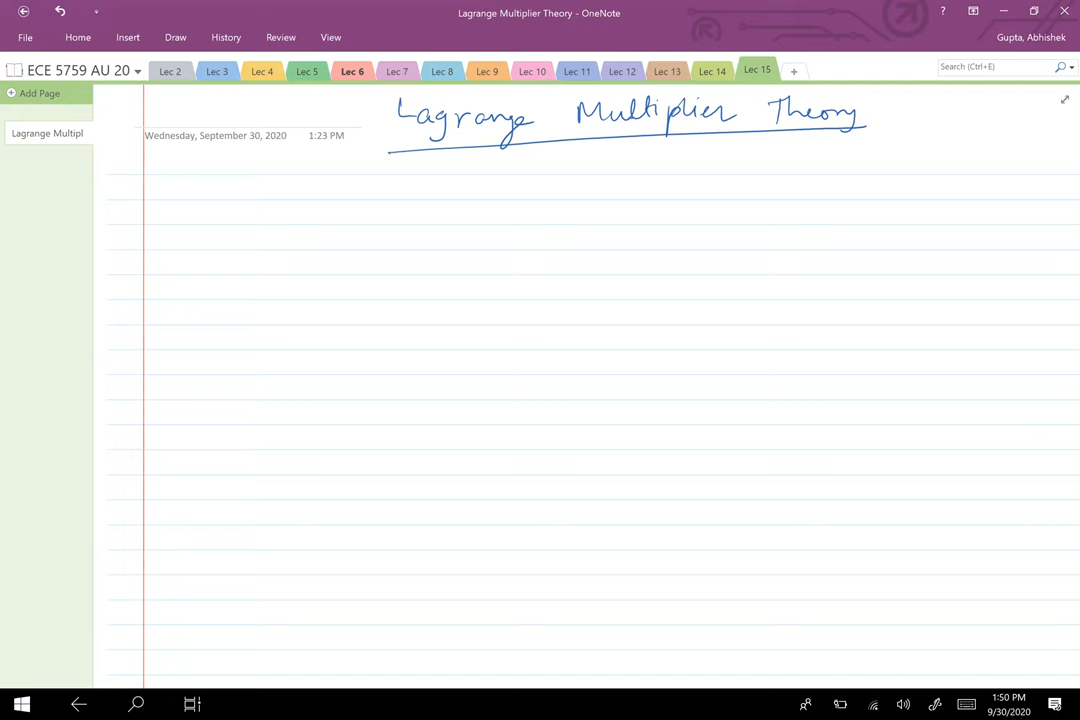 Lagrange Multiplier Theory - OneNote
?
Gupta, Abhishek
File Home Insert Draw History Review View
ECE 5759 AU 20
Lec 2 Lec 3 Lec 4 Lec 5 Lec 6 Lec 7 Lec 8 Lec 9 Lec 10 Lec 11 Lec 12 Lec 13 Lec 14 Lec 15 +
Search (Ctrl+E)
Add Page
Lagrange Multipl
Lagrange Multiplier Theory
Wednesday, September 30, 2020 1:23 PM
1:50 PM
9/30/2020